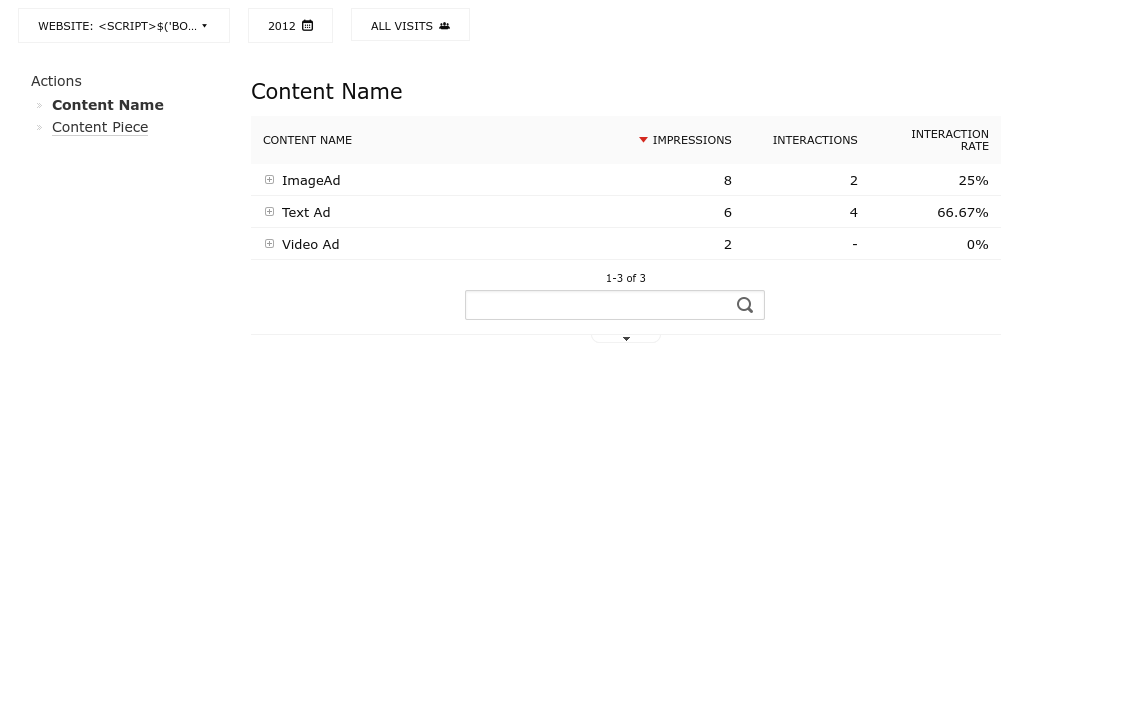 WEBSITE: <SCRIPT>$('BO...
2012
ALL VISITS
Actions
Content Name
Content Piece
Content Name
CONTENT NAME IMPRESSIONS INTERACTIONS INTERACTION RATE
ImageAd 8 2 25%
Text Ad 6 4 66.67%
Video Ad 2 - 0%
1-3 of 3